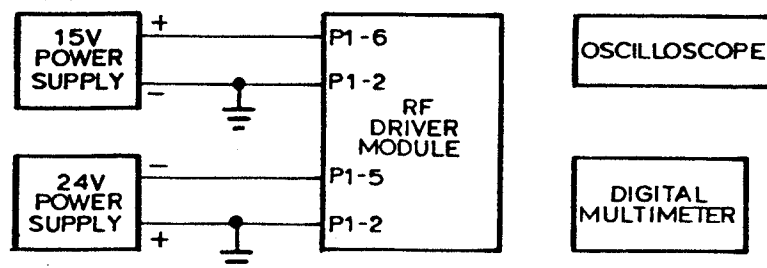 15V
POWER
SUPPLY
+
−
P1-6
P1-2
RF
DRIVER
MODULE
P1-5
P1-2
24V
POWER
SUPPLY
−
+
OSCILLOSCOPE
DIGITAL
MULTIMETER